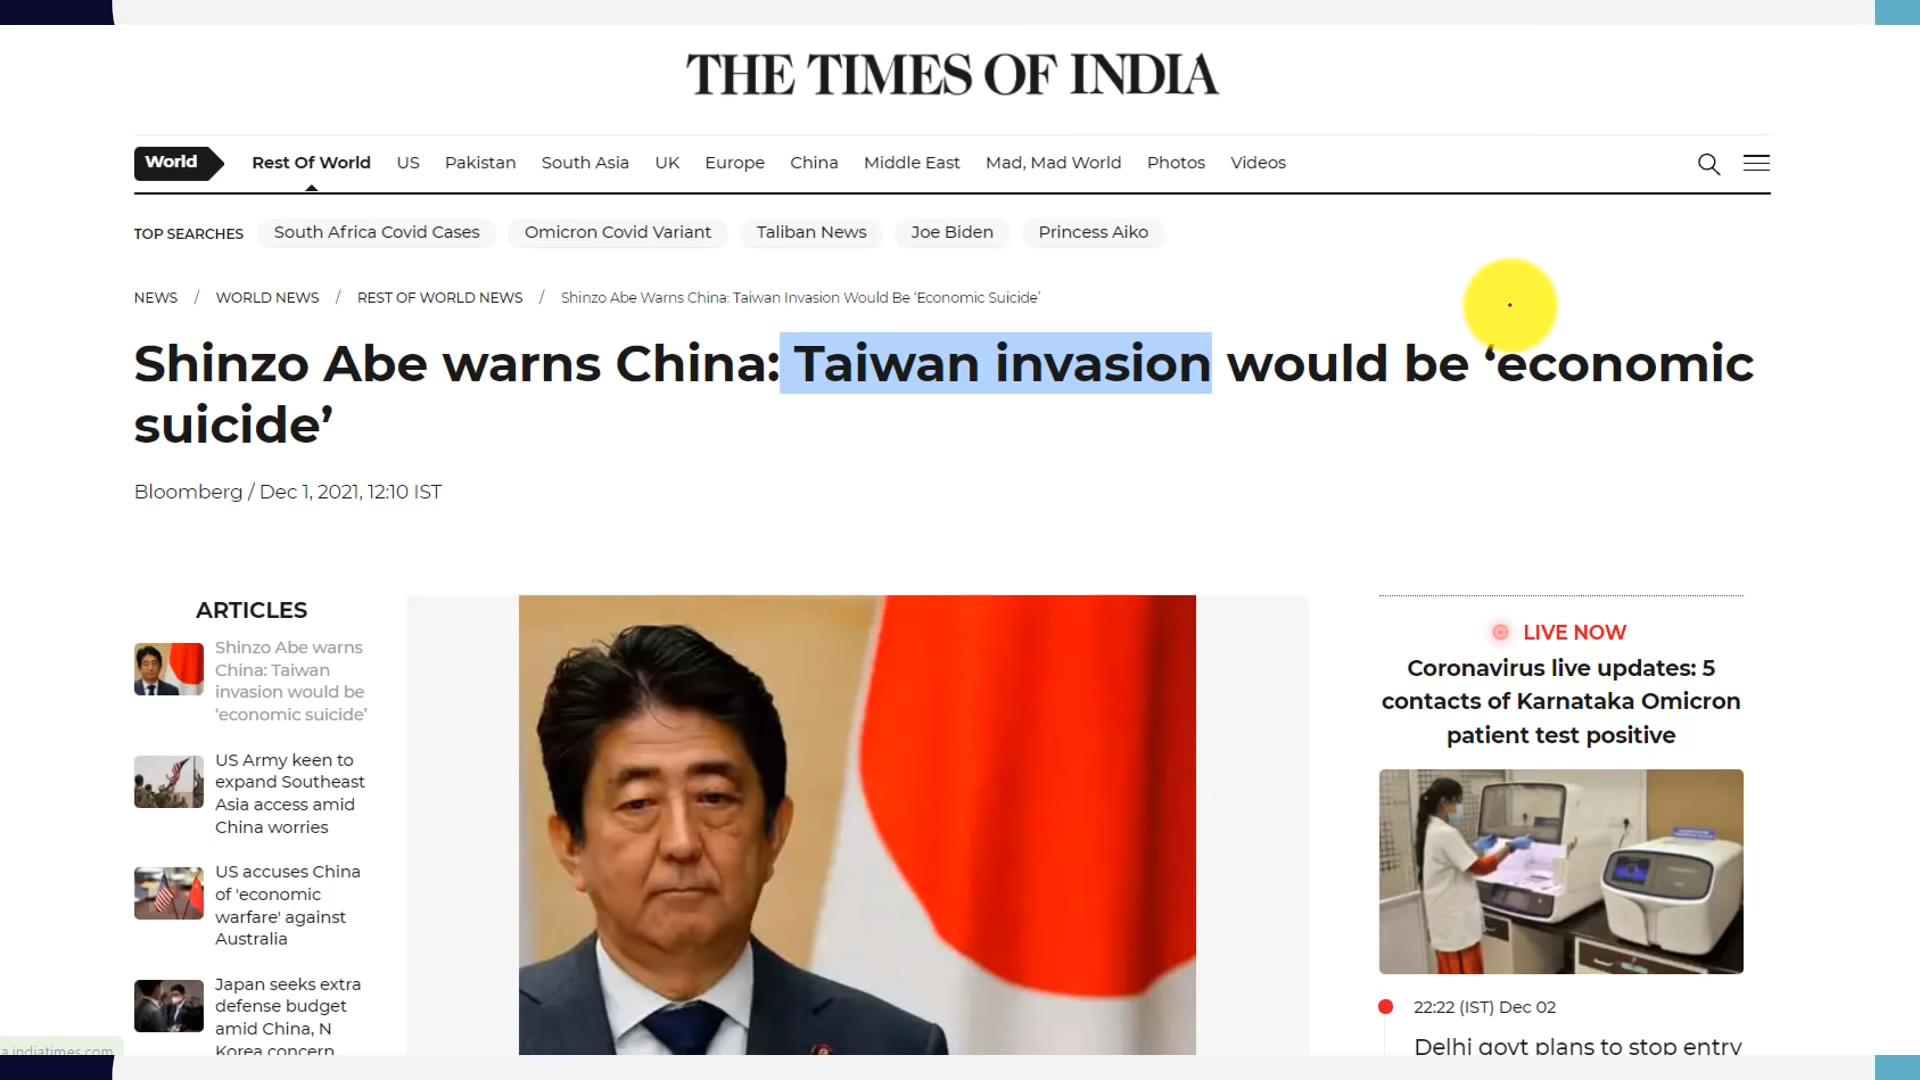 THE TIMES OF INDIA
World
Rest Of World US Pakistan South Asia UK Europe China Middle East Mad, Mad World Photos Videos
TOP SEARCHES South Africa Covid Cases Omicron Covid Variant Taliban News Joe Biden Princess Aiko
NEWS / WORLD NEWS / REST OF WORLD NEWS / Shinzo Abe Warns China: Taiwan Invasion Would Be ‘Economic Suicide’
Shinzo Abe warns China: Taiwan invasion would be ‘economic
suicide’
Bloomberg / Dec 1, 2021, 12:10 IST
ARTICLES
Shinzo Abe warns
China: Taiwan
invasion would be
‘economic suicide’
US Army keen to
expand Southeast
Asia access amid
China worries
US accuses China
of 'economic
warfare' against
Australia
Japan seeks extra
defense budget
amid China, N
Korea concern
LIVE NOW
Coronavirus live updates: 5
contacts of Karnataka Omicron
patient test positive
22:22 (IST) Dec 02
Delhi govt plans to stop entry
a.indiatimes.com